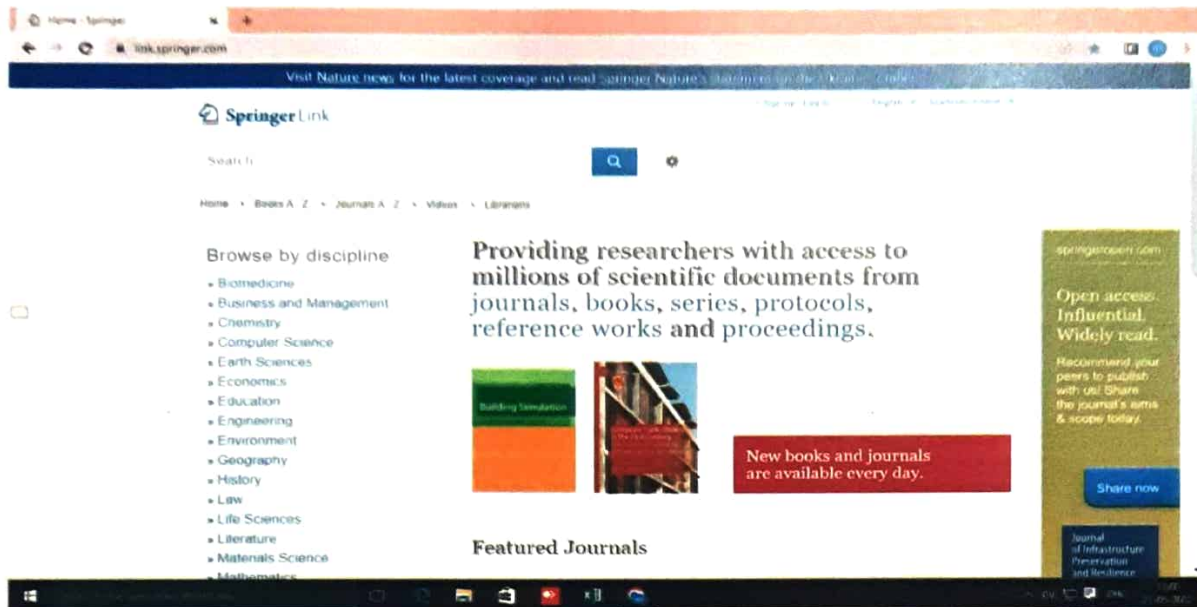 Home - Springer
link.springer.com
Visit Nature news for the latest coverage and read Springer Nature's statement on the Ukraine
Springer Link
Search
Home • Books A - Z • Journals A - Z • Videos • Librarians
Browse by discipline
» Biomedicine
» Business and Management
» Chemistry
» Computer Science
» Earth Sciences
» Economics
» Education
» Engineering
» Environment
» Geography
» History
» Law
» Life Sciences
» Literature
» Materials Science
» Mathematics
Providing researchers with access to
millions of scientific documents from
journals, books, series, protocols,
reference works and proceedings.
Building Simulation
New books and journals
are available every day.
Featured Journals
springeropen.com
Open access.
Influential.
Widely read.
Recommend your
peers to publish
with us! Share
the journal's aims
& scope today.
Share now
Journal
of Infrastructure
Preservation
and Resilience